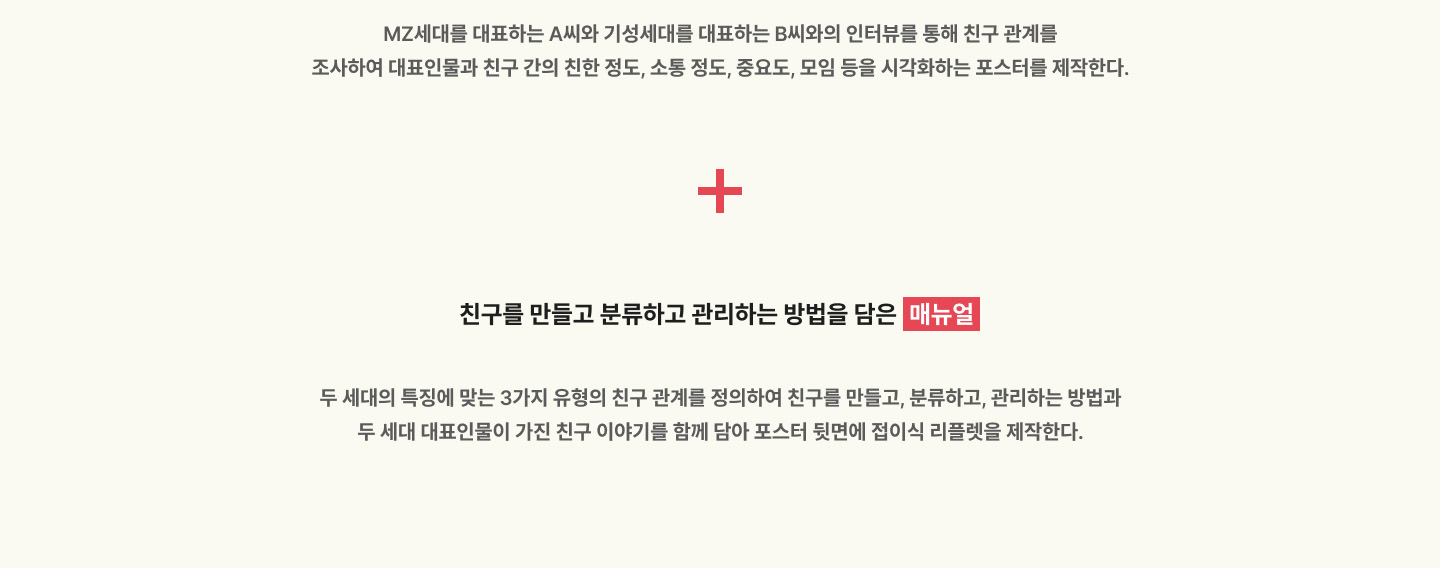 MZ세대를 대표하는 A씨와 기성세대를 대표하는 B씨와의 인터뷰를 통해 친구 관계를
조사하여 대표인물과 친구 간의 친한 정도, 소통 정도, 중요도, 모임 등을 시각화하는 포스터를 제작한다.
친구를 만들고 분류하고 관리하는 방법을 담은 매뉴얼
두 세대의 특징에 맞는 3가지 유형의 친구 관계를 정의하여 친구를 만들고, 분류하고, 관리하는 방법과
두 세대 대표인물이 가진 친구 이야기를 함께 담아 포스터 뒷면에 접이식 리플렛을 제작한다.